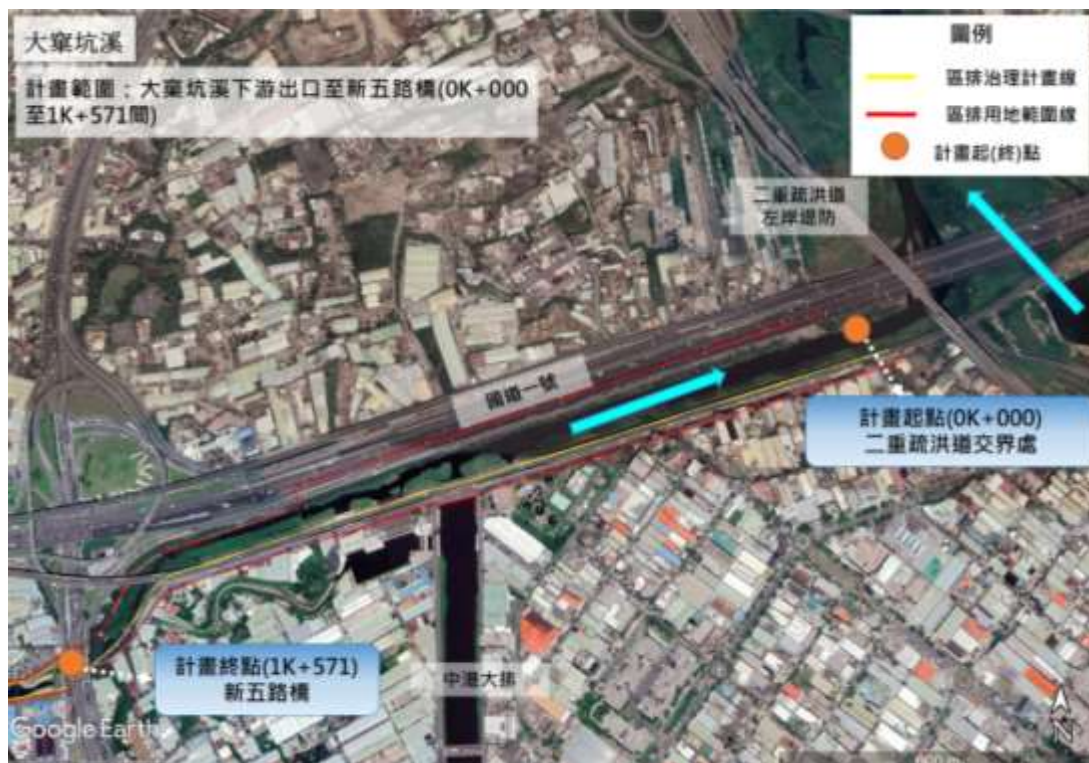 大窠坑溪
計畫範圍：大窠坑溪下游出口至新五路橋(0K+000
至1K+571間)
圖例
區排治理計畫線
區排用地範圍線
計畫起(終)點
二重疏洪道
左岸堤防
國道一號
計畫起點(0K+000)
二重疏洪道交界處
計畫終點(1K+571)
新五路橋
中港大排
Google Earth
N